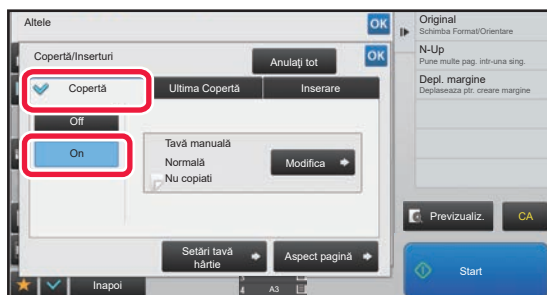 Altele
OK
Copertă/Inserturi
Anulaţi tot
OK
Copertă
Ultima Copertă
Inserare
Off
On
Tavă manuală
Normală
Nu copiati
Modifica
Setări tavă
hârtie
Aspect pagină
Inapoi
4
A3
Original
Schimba Format/Orientare
N-Up
Pune multe pag. intr-una sing.
Depl. margine
Deplaseaza ptr. creare margine
Previzualiz.
CA
Start